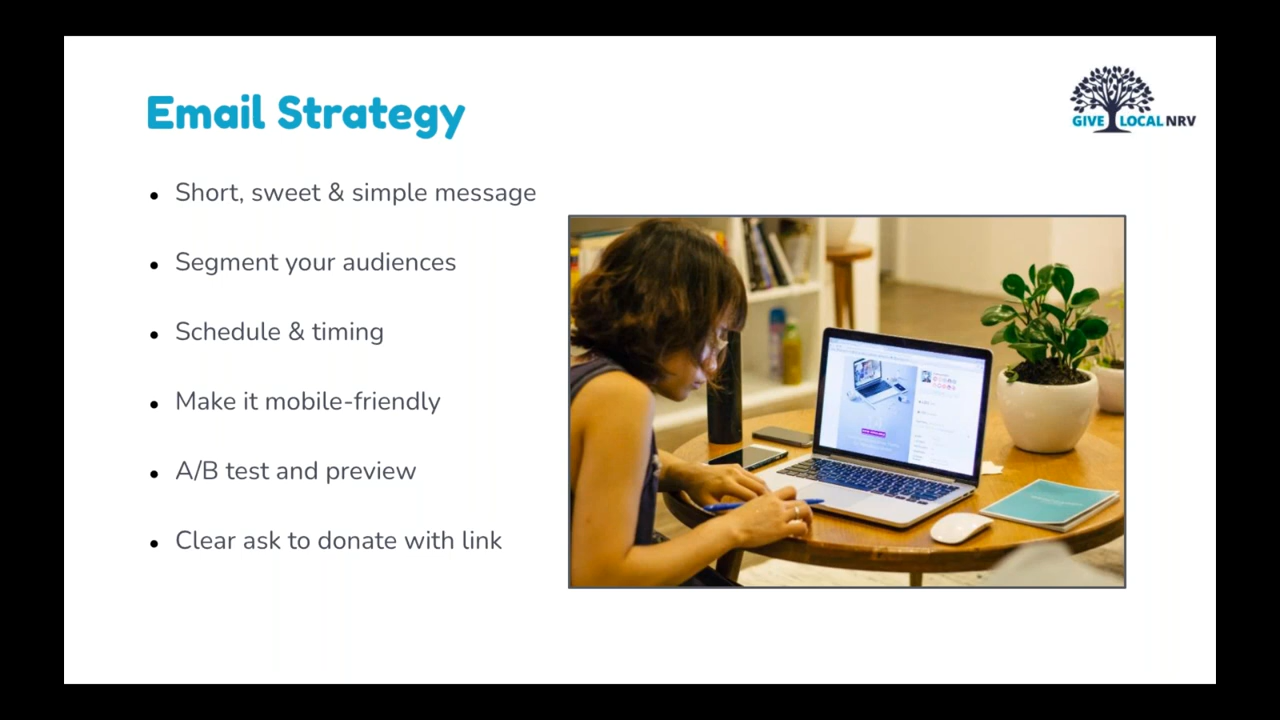 Email Strategy
GIVE LOCAL NRV
Short, sweet & simple message
Segment your audiences
Schedule & timing
Make it mobile-friendly
A/B test and preview
Clear ask to donate with link